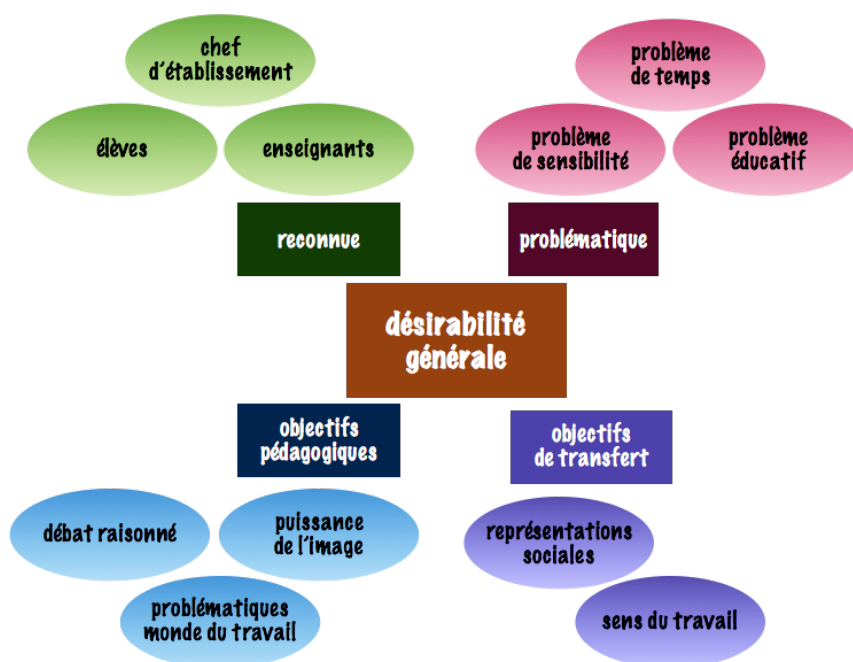 chef
d'établissement
élèves
enseignants
problème
de temps
problème
de sensibilité
problème
éducatif
reconnue
problématique
désirabilité
générale
objectifs
pédagogiques
objectifs
de transfert
débat raisonné
puissance
de l'image
problématiques
monde du travail
représentations
sociales
sens du travail